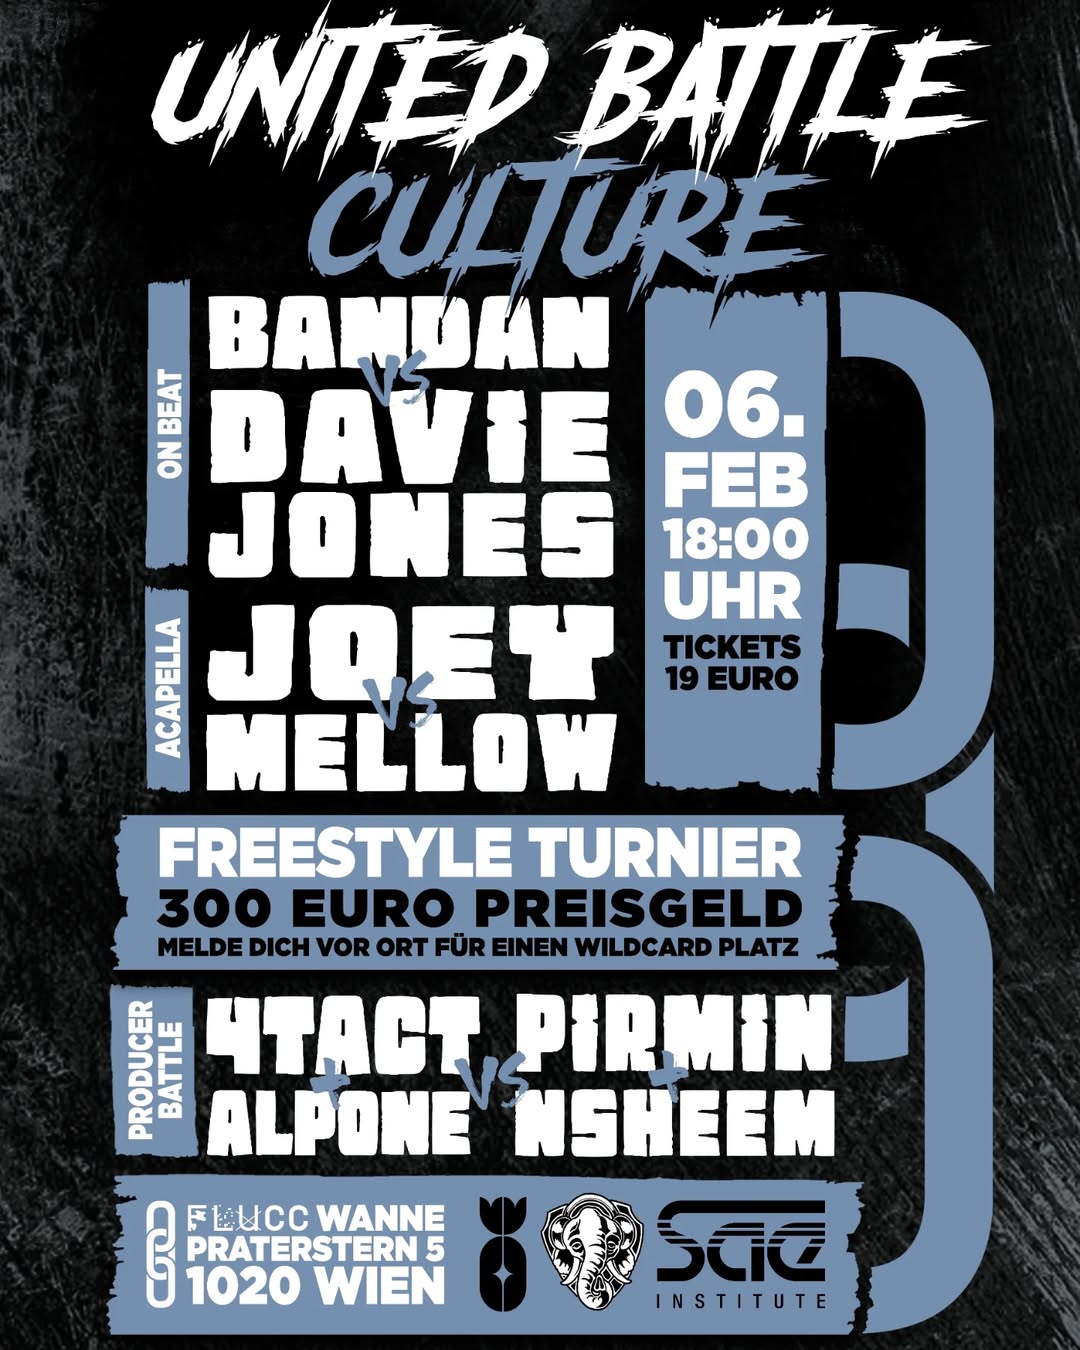 UNITED BATTLE
CULTURE
ON BEAT
BANDAN
VS
DAVIE
JONES
ACAPELLA
JOEY
VS
MELLOW
06.
FEB
18:00
UHR
TICKETS
19 EURO
FREESTYLE TURNIER
300 EURO PREISGELD
MELDE DICH VOR ORT FÜR EINEN WILDCARD PLATZ
PRODUCER
BATTLE
4TACT
+
ALPONE
VS
PIRMIN
+
NSHEEM
FLUCC WANNE
PRATERSTERN 5
1020 WIEN
SAE
INSTITUTE